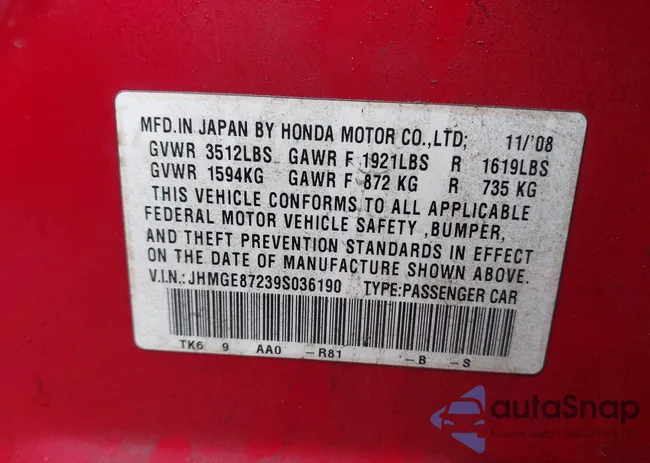 MFD.IN JAPAN BY HONDA MOTOR CO.,LTD; 11/'08
GVWR 3512LBS GAWR F 1921LBS R 1619LBS
GVWR 1594KG GAWR F 872 KG R 735 KG
THIS VEHICLE CONFORMS TO ALL APPLICABLE
FEDERAL MOTOR VEHICLE SAFETY ,BUMPER,
AND THEFT PREVENTION STANDARDS IN EFFECT
ON THE DATE OF MANUFACTURE SHOWN ABOVE.
V.I.N.: JHMGE87239S036190 TYPE:PASSENGER CAR
TK6 9 AA0 -R81 -B -S
autaSnap